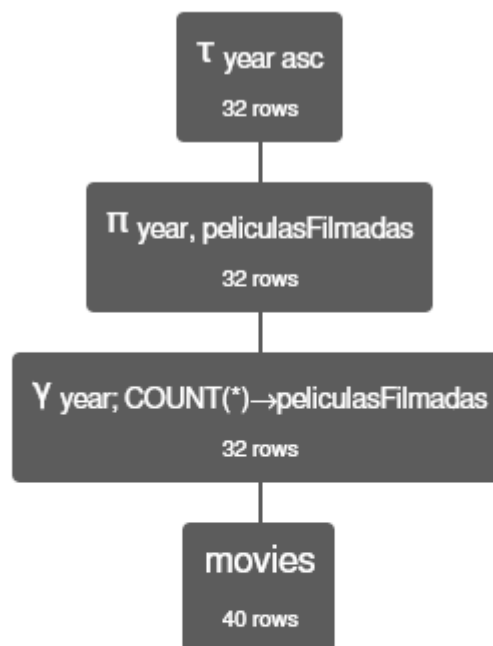 τ year asc
32 rows
π year, peliculasFilmadas
32 rows
γ year; COUNT(*)→peliculasFilmadas
32 rows
movies
40 rows